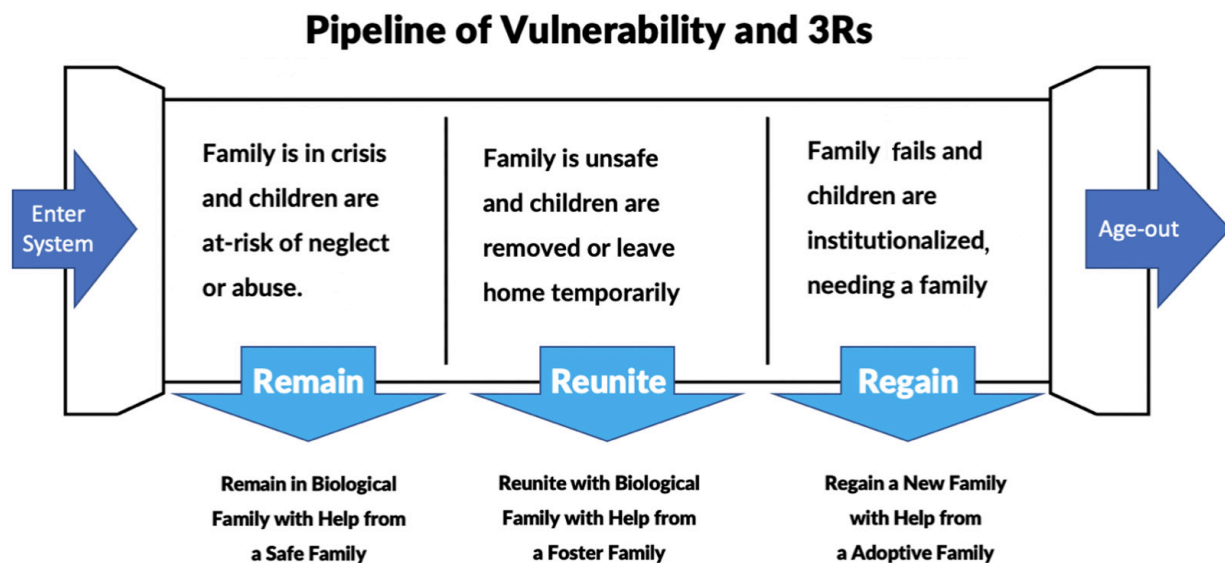 Pipeline of Vulnerability and 3Rs
Enter
System
Family is in crisis
and children are
at-risk of neglect
or abuse.
Family is unsafe
and children are
removed or leave
home temporarily
Family fails and
children are
institutionalized,
needing a family
Age-out
Remain
Reunite
Regain
Remain in Biological
Family with Help from
a Safe Family
Reunite with Biological
Family with Help from
a Foster Family
Regain a New Family
with Help from
a Adoptive Family